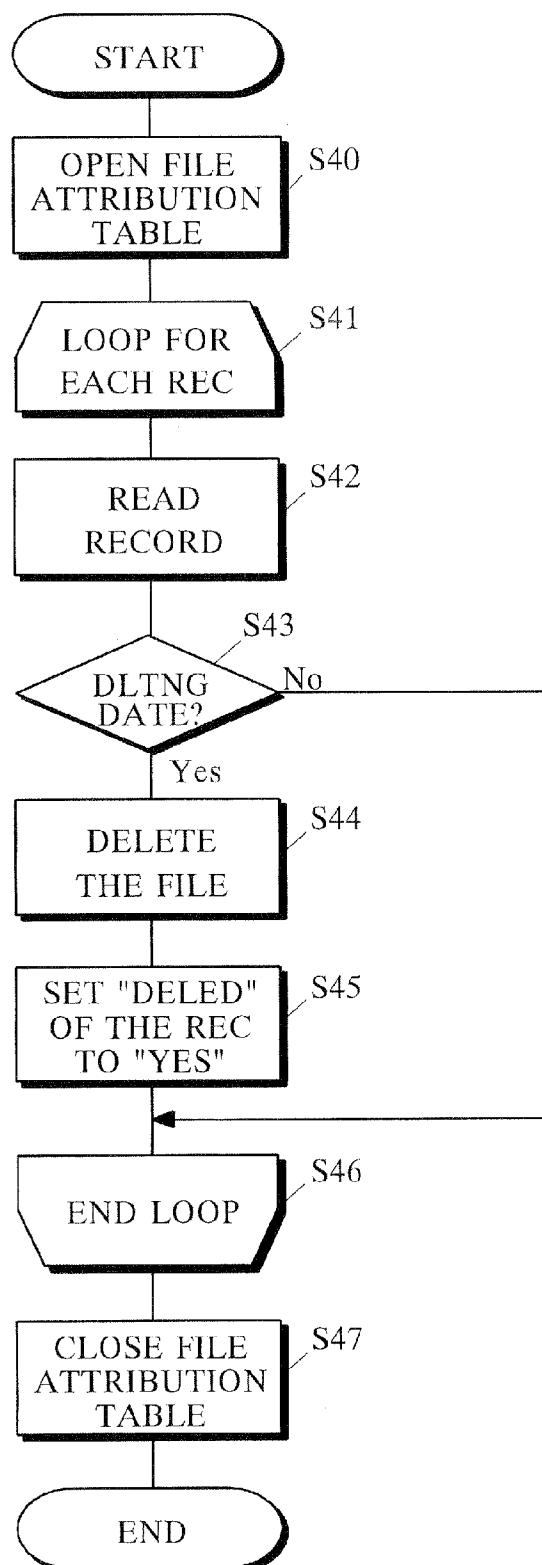 START
OPEN FILE
ATTRIBUTION
TABLE
S40
LOOP FOR
EACH REC
S41
READ
RECORD
S42
DLTNG
DATE?
S43
No
Yes
DELETE
THE FILE
S44
SET "DELED"
OF THE REC
TO "YES"
S45
END LOOP
S46
CLOSE FILE
ATTRIBUTION
TABLE
S47
END